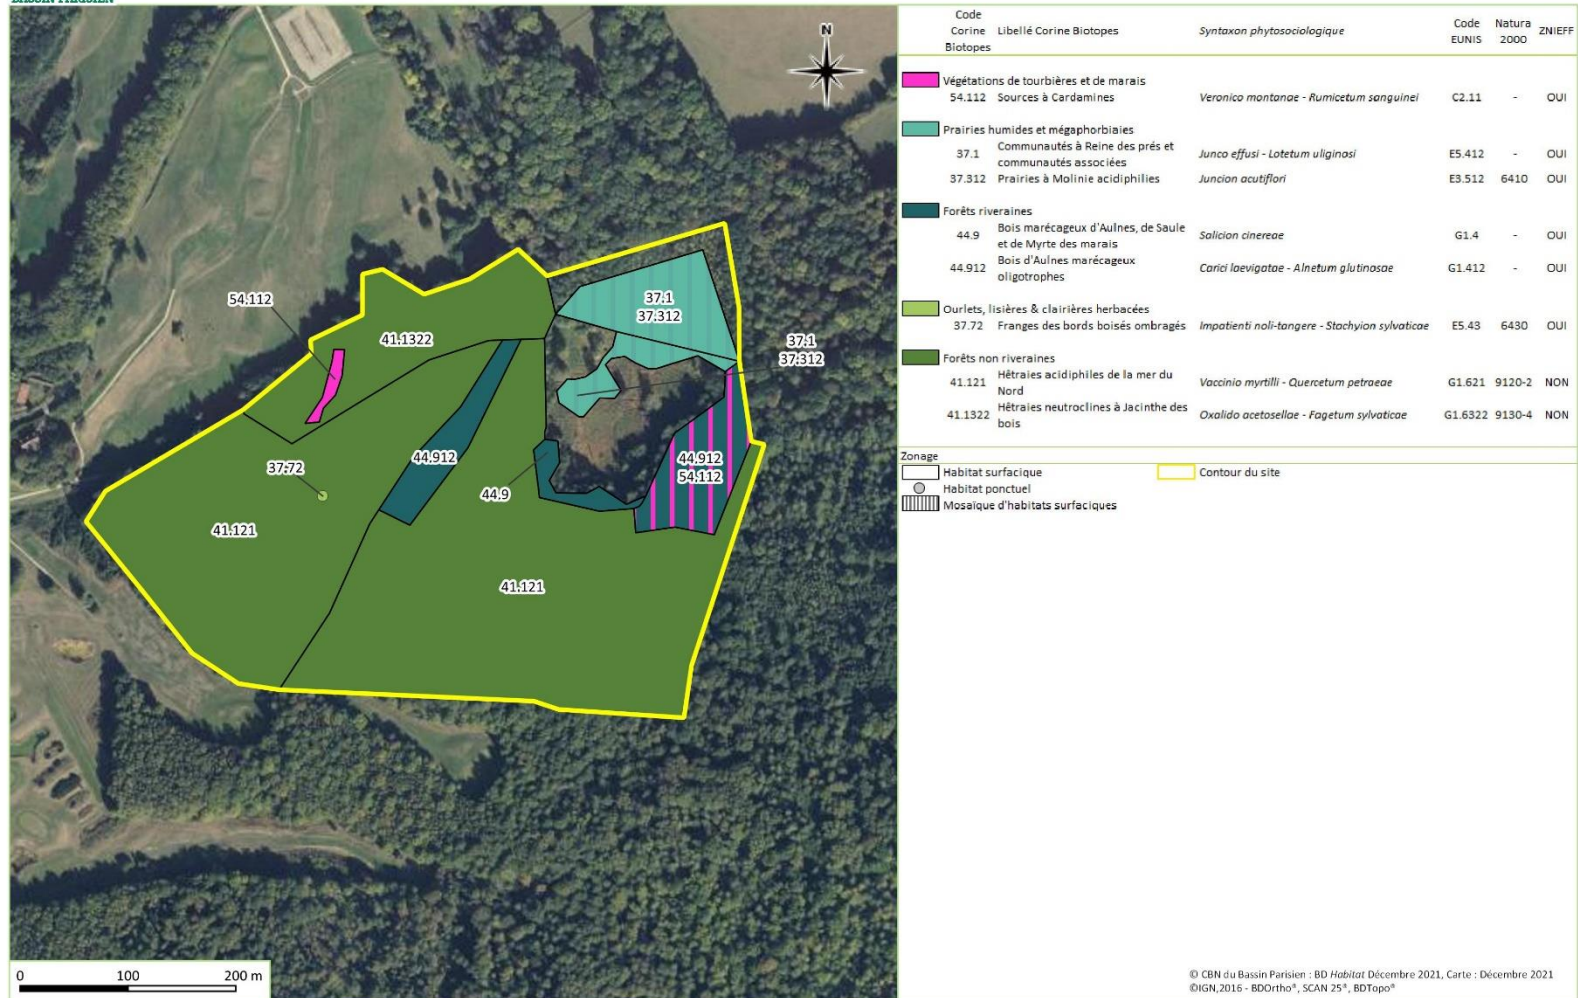 N
54.112
41.1322
37.1
37.312
37.1
37.312
37.72
44.912
44.9
44.912
54.112
41.121
41.121
0 100 200 m
Code Corine Biotopes Libellé Corine Biotopes Syntaxon phytosociologique Code EUNIS Natura 2000 ZNIEFF
Végétations de tourbières et de marais
54.112 Sources à Cardamines Veronico montanae - Rumicetum sanguinei C2.11 - OUI
Prairies humides et mégaphorbiaies
37.1 Communautés à Reine des prés et communautés associées Junco effusi - Lotetum uliginosi E5.412 - OUI
37.312 Prairies à Molinie acidiphilies Juncion acutiflori E3.512 6410 OUI
Forêts riveraines
44.9 Bois marécageux d'Aulnes, de Saule et de Myrte des marais Salicion cinereae G1.4 - OUI
44.912 Bois d'Aulnes marécageux oligotrophes Carici laevigatae - Alnetum glutinosae G1.412 - OUI
Ourlets, lisières & clairières herbacées
37.72 Franges des bords boisés ombragés Impatienti noli-tangere - Stachyion sylvaticae E5.43 6430 OUI
Forêts non riveraines
41.121 Hêtraies acidiphiles de la mer du Nord Vaccinio myrtilli - Quercetum petraeae G1.621 9120-2 NON
41.1322 Hêtraies neutroclines à Jacinthe des bois Oxalido acetosellae - Fagetum sylvaticae G1.6322 9130-4 NON
Zonage
Habitat surfacique Contour du site
Habitat ponctuel
Mosaïque d'habitats surfaciques
© CBN du Bassin Parisien : BD Habitat Décembre 2021, Carte : Décembre 2021
©IGN,2016 - BDOrtho®, SCAN 25®, BDTopo®